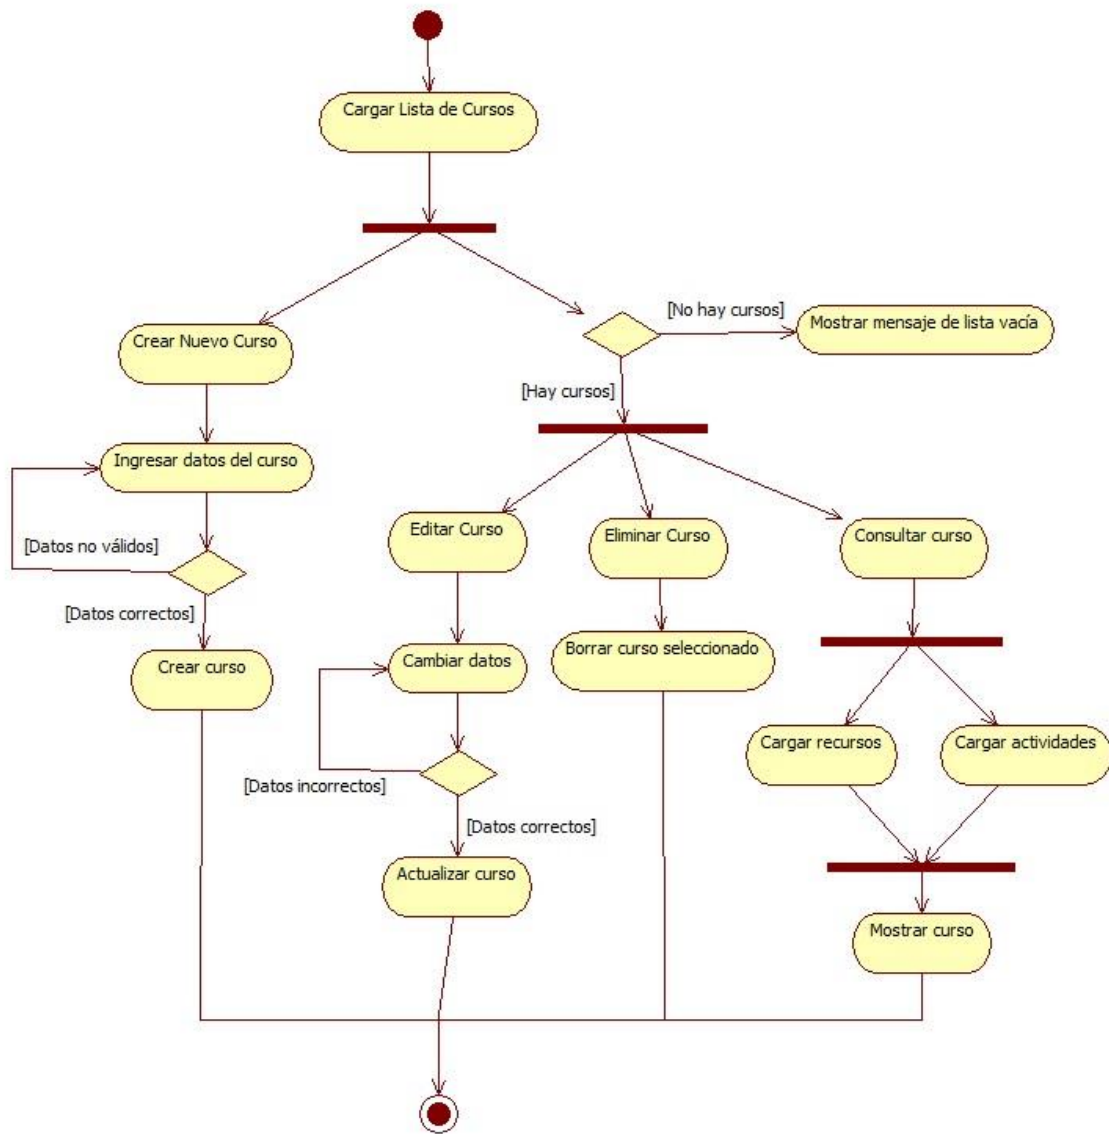 Cargar Lista de Cursos
[No hay cursos]
Mostrar mensaje de lista vacía
Crear Nuevo Curso
[Hay cursos]
Ingresar datos del curso
Editar Curso
Eliminar Curso
Consultar curso
[Datos no válidos]
[Datos correctos]
Crear curso
Cambiar datos
Borrar curso seleccionado
Cargar recursos
Cargar actividades
[Datos incorrectos]
[Datos correctos]
Actualizar curso
Mostrar curso